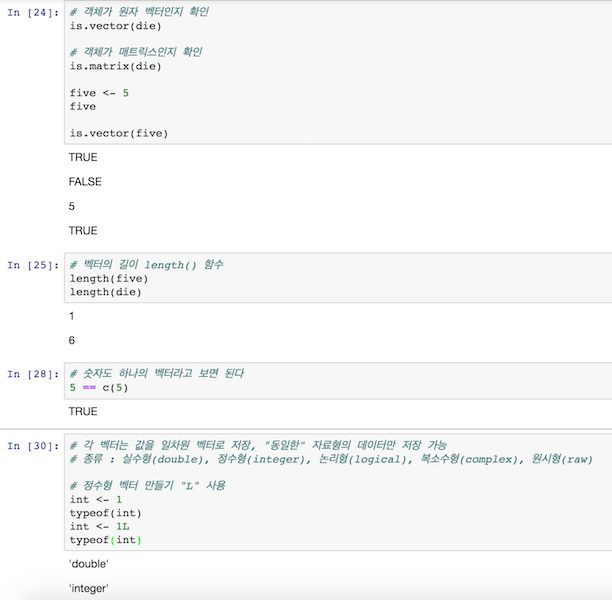 In [24]: # 객체가 원자 벡터인지 확인
is.vector(die)
# 객체가 매트릭스인지 확인
is.matrix(die)
five <- 5
five
is.vector(five)
TRUE
FALSE
5
TRUE
In [25]: # 벡터의 길이 length() 함수
length(five)
length(die)
1
6
In [28]: # 숫자도 하나의 벡터라고 보면 된다
5 == c(5)
TRUE
In [30]: # 각 벡터는 값을 일차원 벡터로 저장, "동일한" 자료형의 데이터만 저장 가능
# 종류 : 실수형(double), 정수형(integer), 논리형(logical), 복소수형(complex), 원시형(raw)
# 정수형 벡터 만들기 "L" 사용
int <- 1
typeof(int)
int <- 1L
typeof(int)
'double'
'integer'